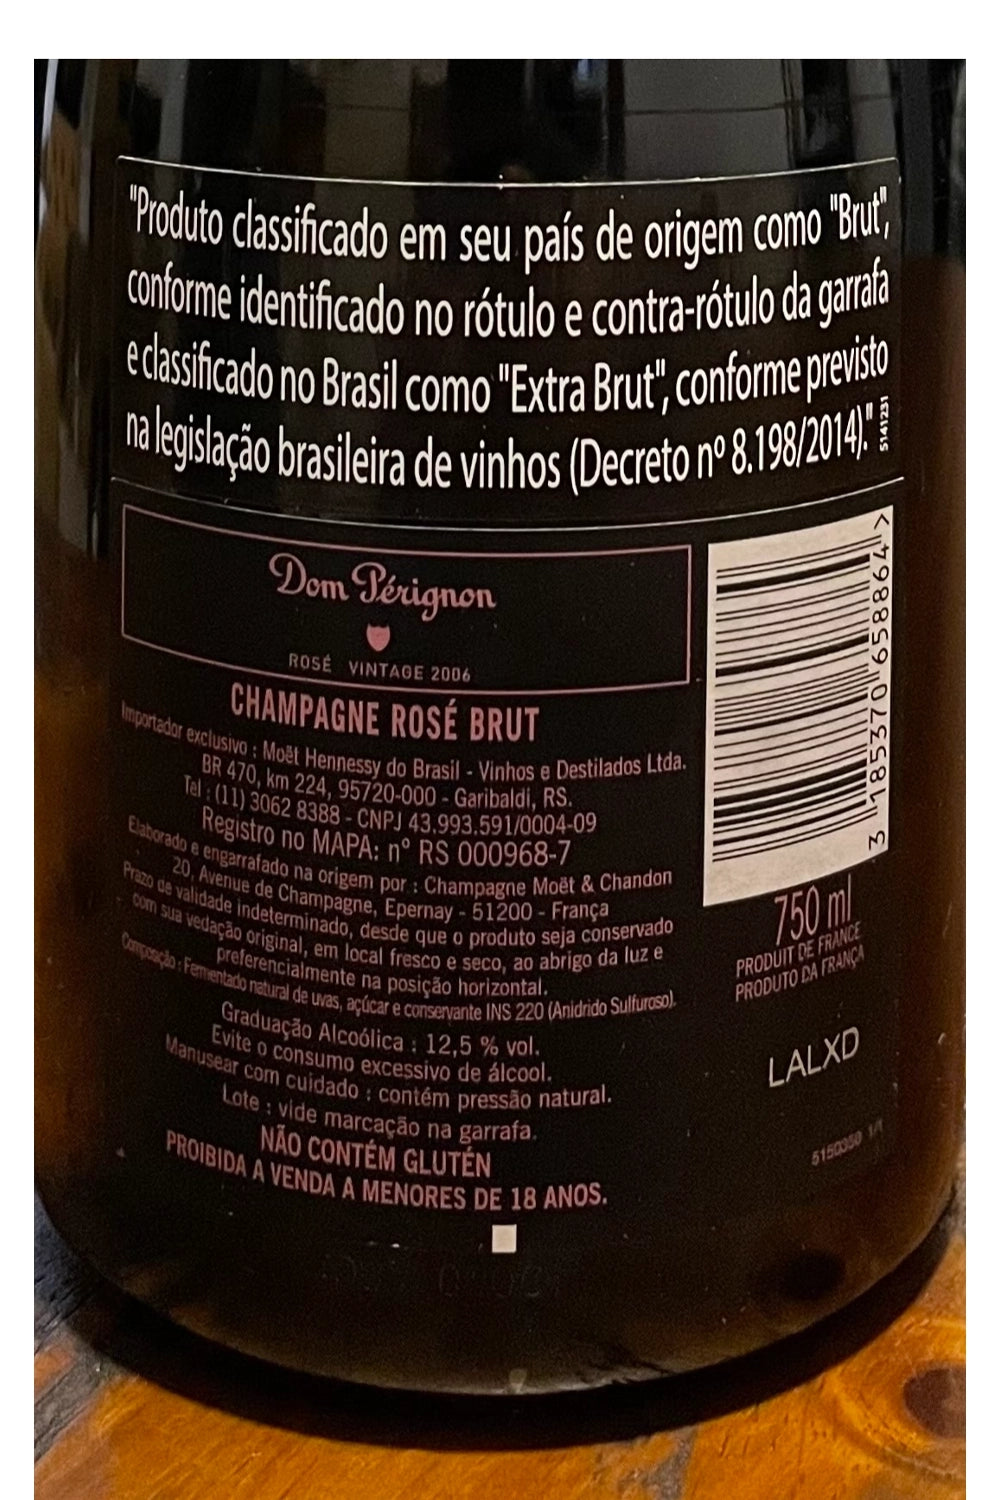 "Produto classificado em seu país de origem como "Brut",
conforme identificado no rótulo e contra-rótulo da garrafa
e classificado no Brasil como "Extra Brut", conforme previsto
na legislação brasileira de vinhos (Decreto nº 8.198/2014)."
5141231
Dom Pérignon
ROSÉ VINTAGE 2006
CHAMPAGNE ROSÉ BRUT
Importador exclusivo : Moët Hennessy do Brasil - Vinhos e Destilados Ltda.
BR 470, km 224, 95720-000 - Garibaldi, RS.
Tel : (11) 3062 8388 - CNPJ 43.993.591/0004-09
Registro no MAPA: n° RS 000968-7
Elaborado e engarrafado na origem por : Champagne Moët & Chandon
20, Avenue de Champagne, Epernay - 51200 - França
Prazo de validade indeterminado, desde que o produto seja conservado
com sua vedação original, em local fresco e seco, ao abrigo da luz e
preferencialmente na posição horizontal.
Composição : Fermentado natural de uvas, açúcar e conservante INS 220 (Anidrido Sulfuroso).
Graduação Alcoólica : 12,5 % vol.
Evite o consumo excessivo de álcool.
Manusear com cuidado : contém pressão natural.
Lote : vide marcação na garrafa.
NÃO CONTÉM GLUTÉN
PROIBIDA A VENDA A MENORES DE 18 ANOS.
3 185370 658864 >
750 ml
PRODUIT DE FRANCE
PRODUTO DA FRANÇA
LALXD
5150350 1/1